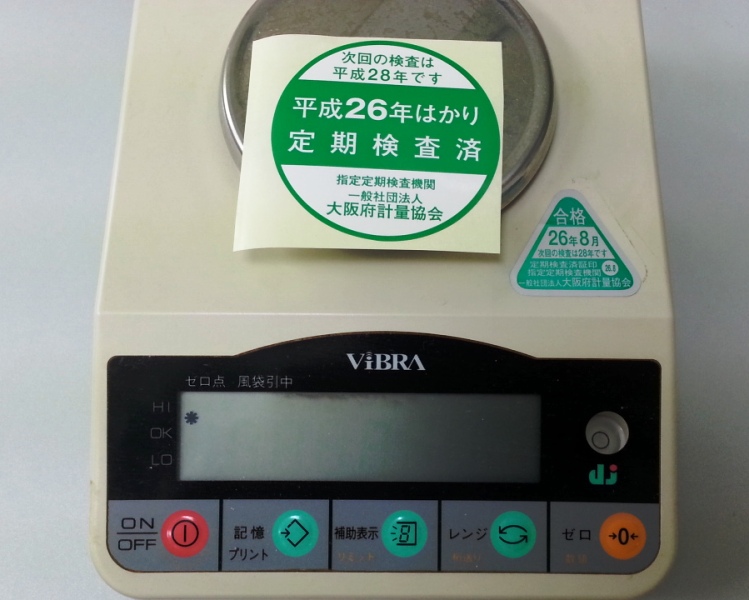 次回の検査は
平成28年です
平成26年はかり
定期検査済
指定定期検査機関
一般社団法人
大阪府計量協会
合格
26年8月
次回の検査は28年です
定期検査済証印
26.8
指定定期検査機関
一般社団法人大阪府計量協会
ViBRA
ゼロ点 風袋引中
HI
OK
LO
ON
OFF
記憶
プリント
補助表示
リミット
レンジ
ゼロ
→0←